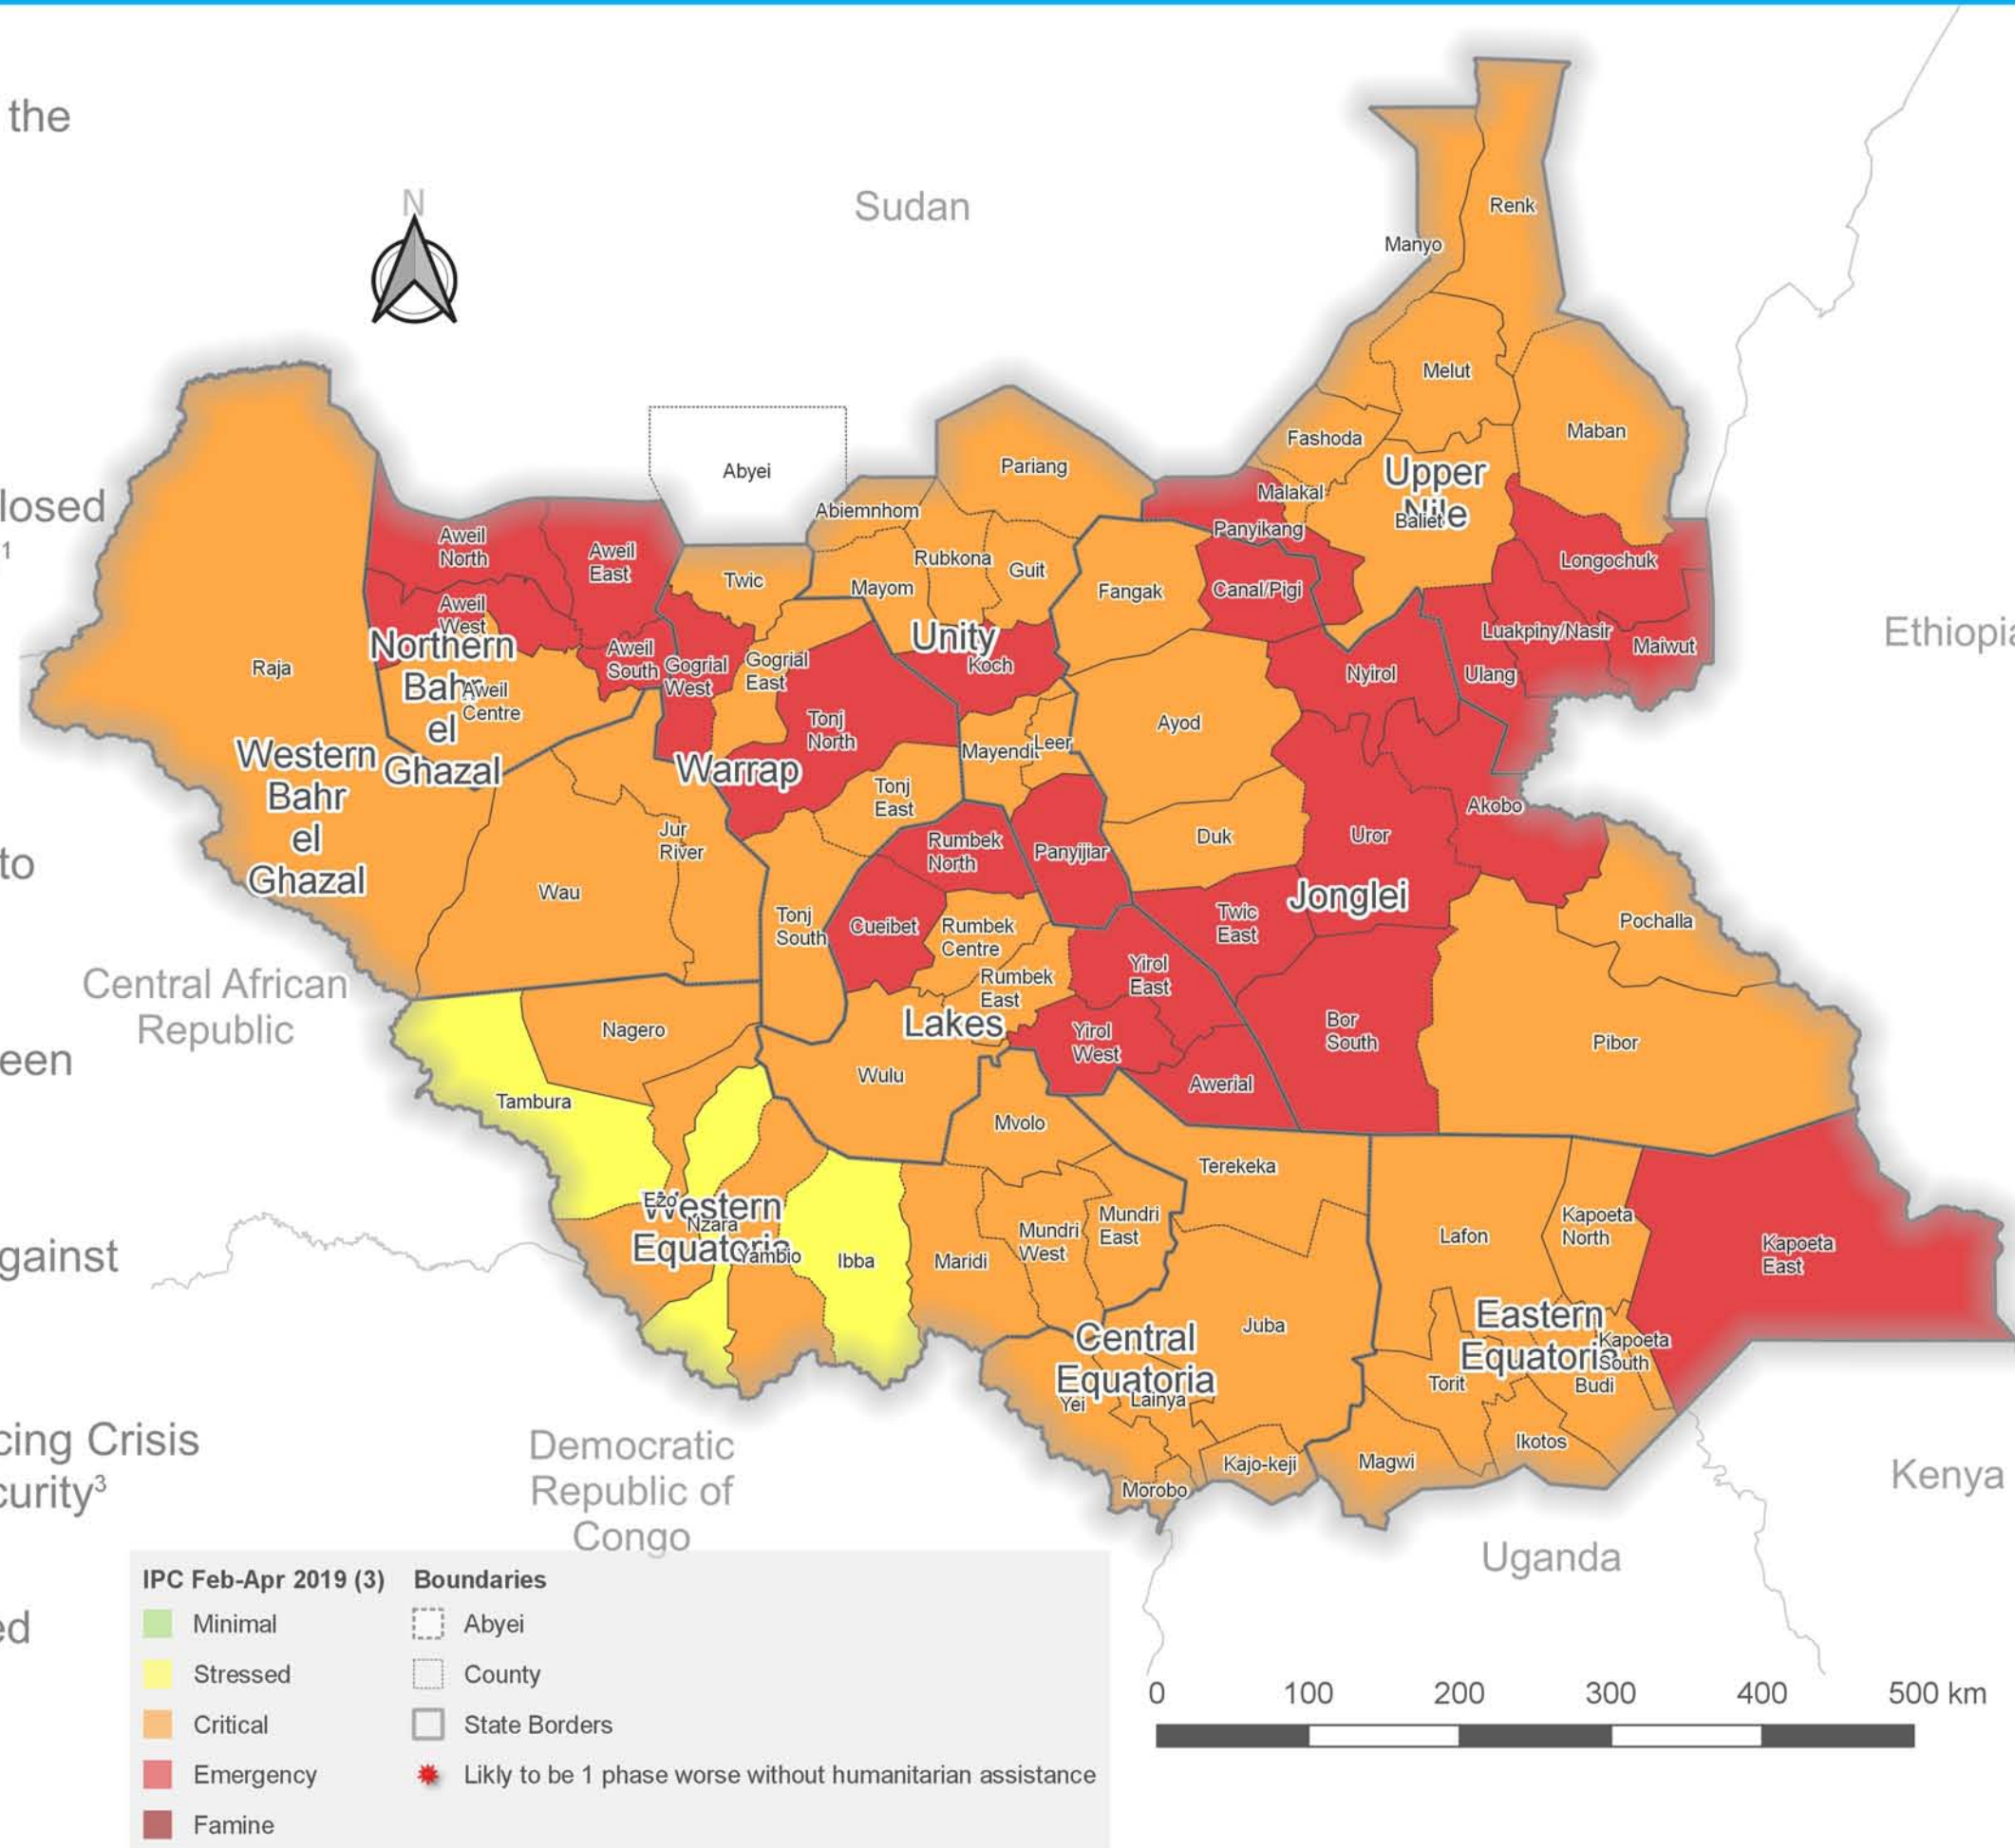 the
N
Sudan
Renk
Manyo
Melut
Maban
Fashoda
Pariang
Abyei
Upper
Nile
Malakal
Baliet
losed
1
Abiemnhom
Panyikang
Aweil
North
Aweil
East
Rubkona
Guit
Longochuk
Twic
Mayom
Fangak
Canal/Pigi
Aweil
West
Northern
Bahr
el
Ghazal
Unity
Koch
Luakpiny/Nasir
Maiwut
Ethiopia
Raja
Aweil
South
Gogrial
West
Gogrial
East
Nyirol
Ulang
Aweil
Centre
Tonj
North
Ayod
Mayendit
Leer
Western
Bahr
el
Ghazal
Warrap
Tonj
East
Akobo
to
Jur
River
Rumbek
North
Panyijiar
Duk
Uror
Wau
Jonglei
Tonj
South
Cueibet
Rumbek
Centre
Twic
East
Pochalla
Central African
Republic
Yirol
East
Rumbek
East
Nagero
Lakes
Yirol
West
Bor
South
Pibor
een
Wulu
Awerial
Tambura
Mvolo
Terekeka
Ezo
Western
Equatoria
Nzara
Yambio
Ibba
Maridi
Mundri
West
Mundri
East
Lafon
Kapoeta
North
Kapoeta
East
gainst
Juba
Central
Equatoria
Eastern
Equatoria
Kapoeta
South
Torit
Budi
Yei
Lainya
Ikotos
Magwi
Kajo-keji
Morobo
cing Crisis
curity3
Democratic
Republic of
Congo
Kenya
Uganda
ed
IPC Feb-Apr 2019 (3)
Minimal
Stressed
Critical
Emergency
Famine
Boundaries
Abyei
County
State Borders
Likly to be 1 phase worse without humanitarian assistance
0 100 200 300 400 500 km